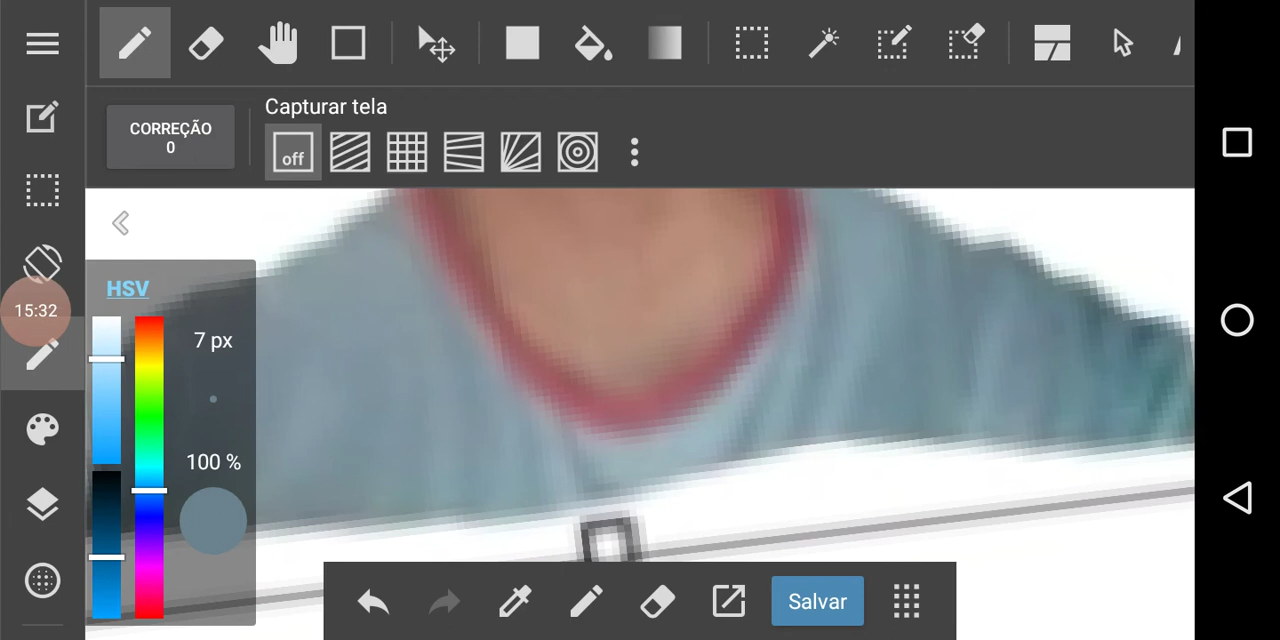 Capturar tela
CORREÇÃO
0
off
HSV
15:32
7 px
100 %
Salvar